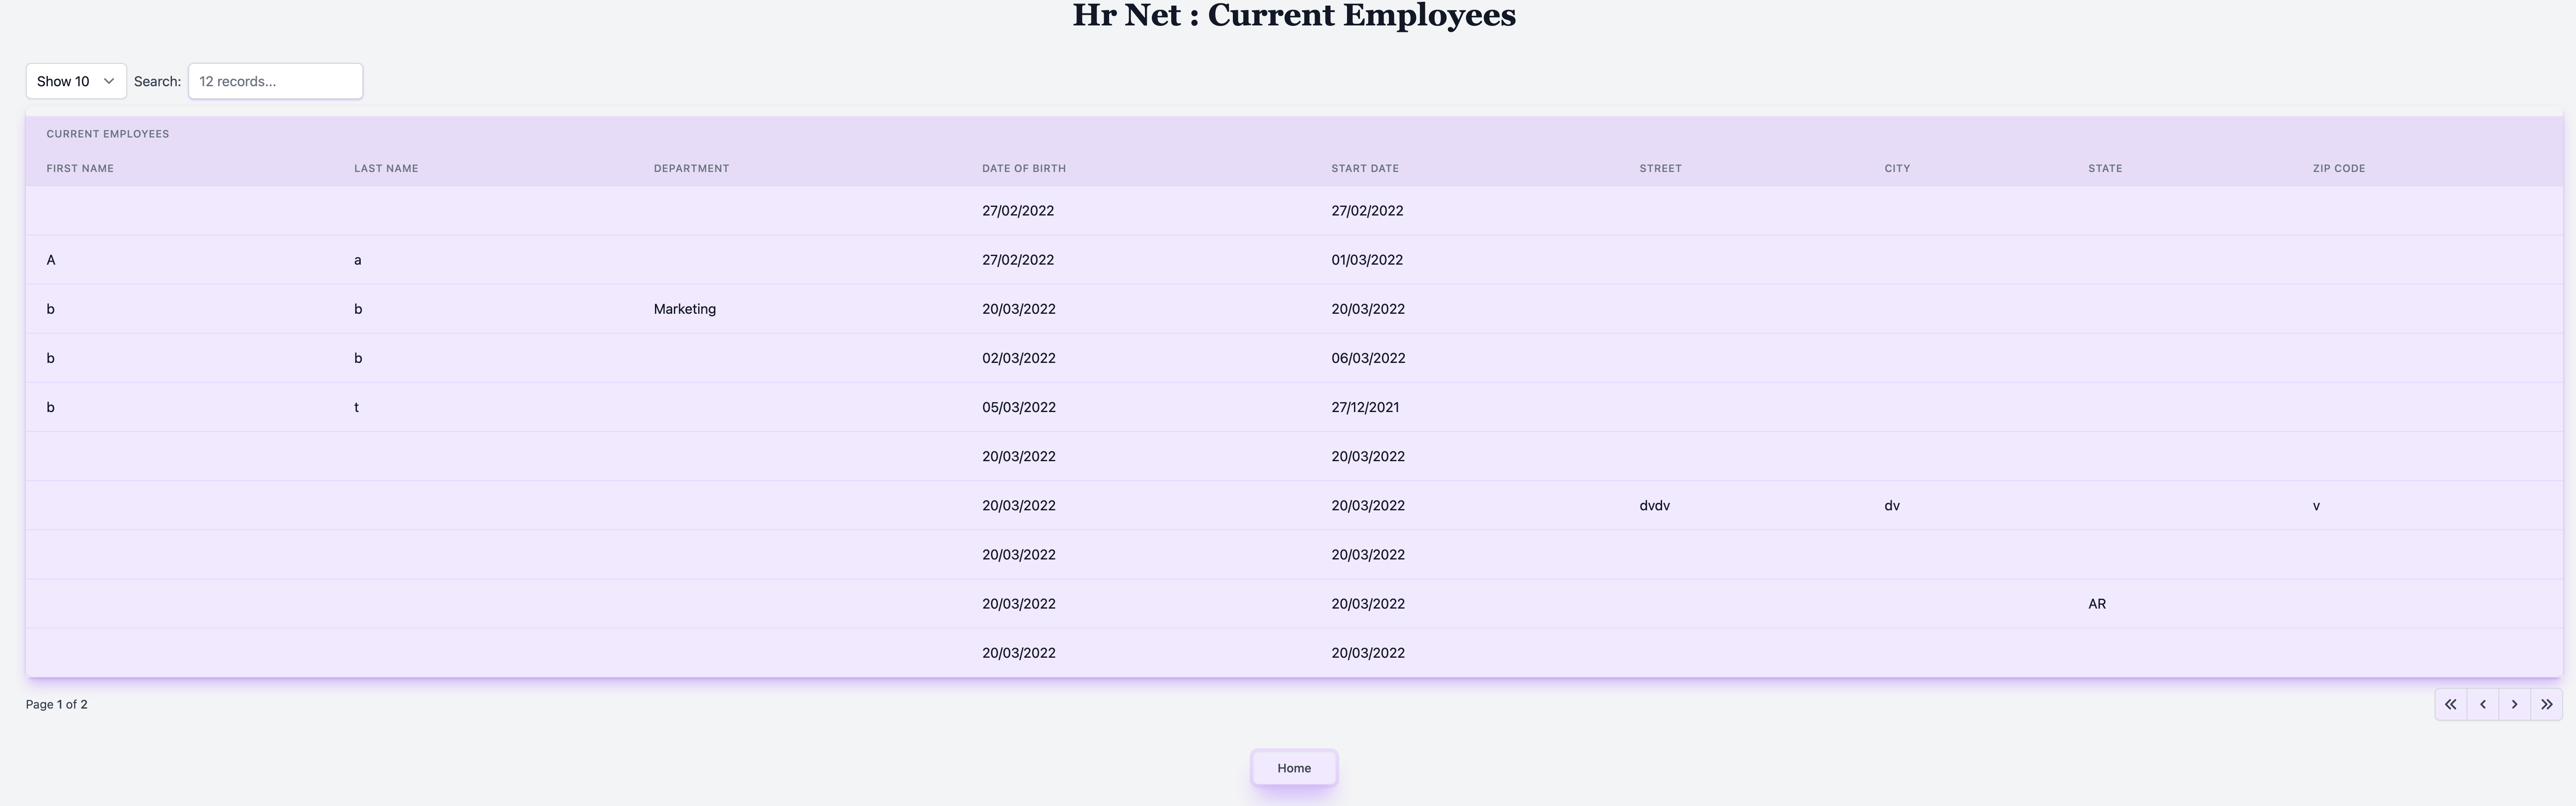 Hr Net : Current Employees
Show 10 Search: 12 records...
CURRENT EMPLOYEES
FIRST NAME LAST NAME DEPARTMENT DATE OF BIRTH START DATE STREET CITY STATE ZIP CODE
27/02/2022 27/02/2022
A a 27/02/2022 01/03/2022
b b Marketing 20/03/2022 20/03/2022
b b 02/03/2022 06/03/2022
b t 05/03/2022 27/12/2021
20/03/2022 20/03/2022
20/03/2022 20/03/2022 dvdv dv v
20/03/2022 20/03/2022
20/03/2022 20/03/2022 AR
20/03/2022 20/03/2022
Page 1 of 2
Home